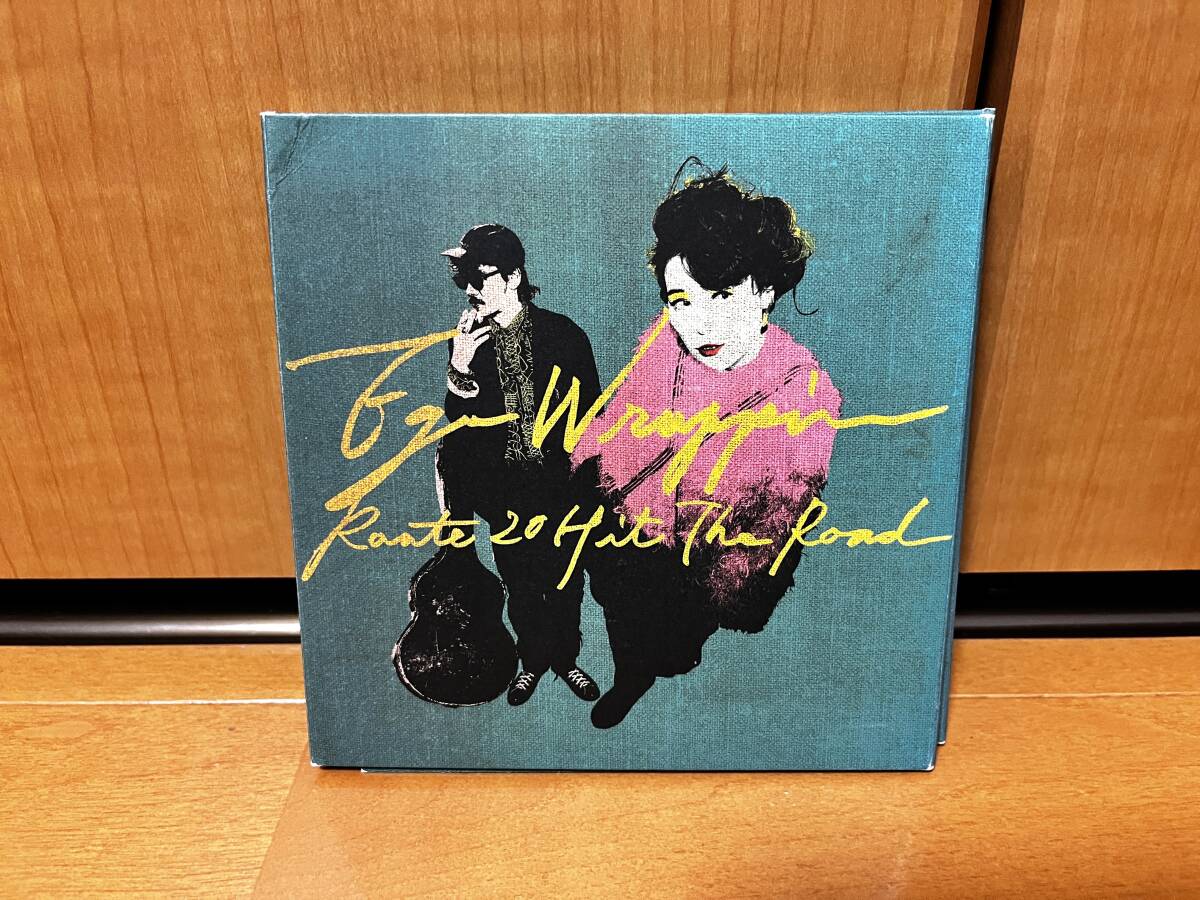 Ego Wrappin
Route 20 Hit The Road